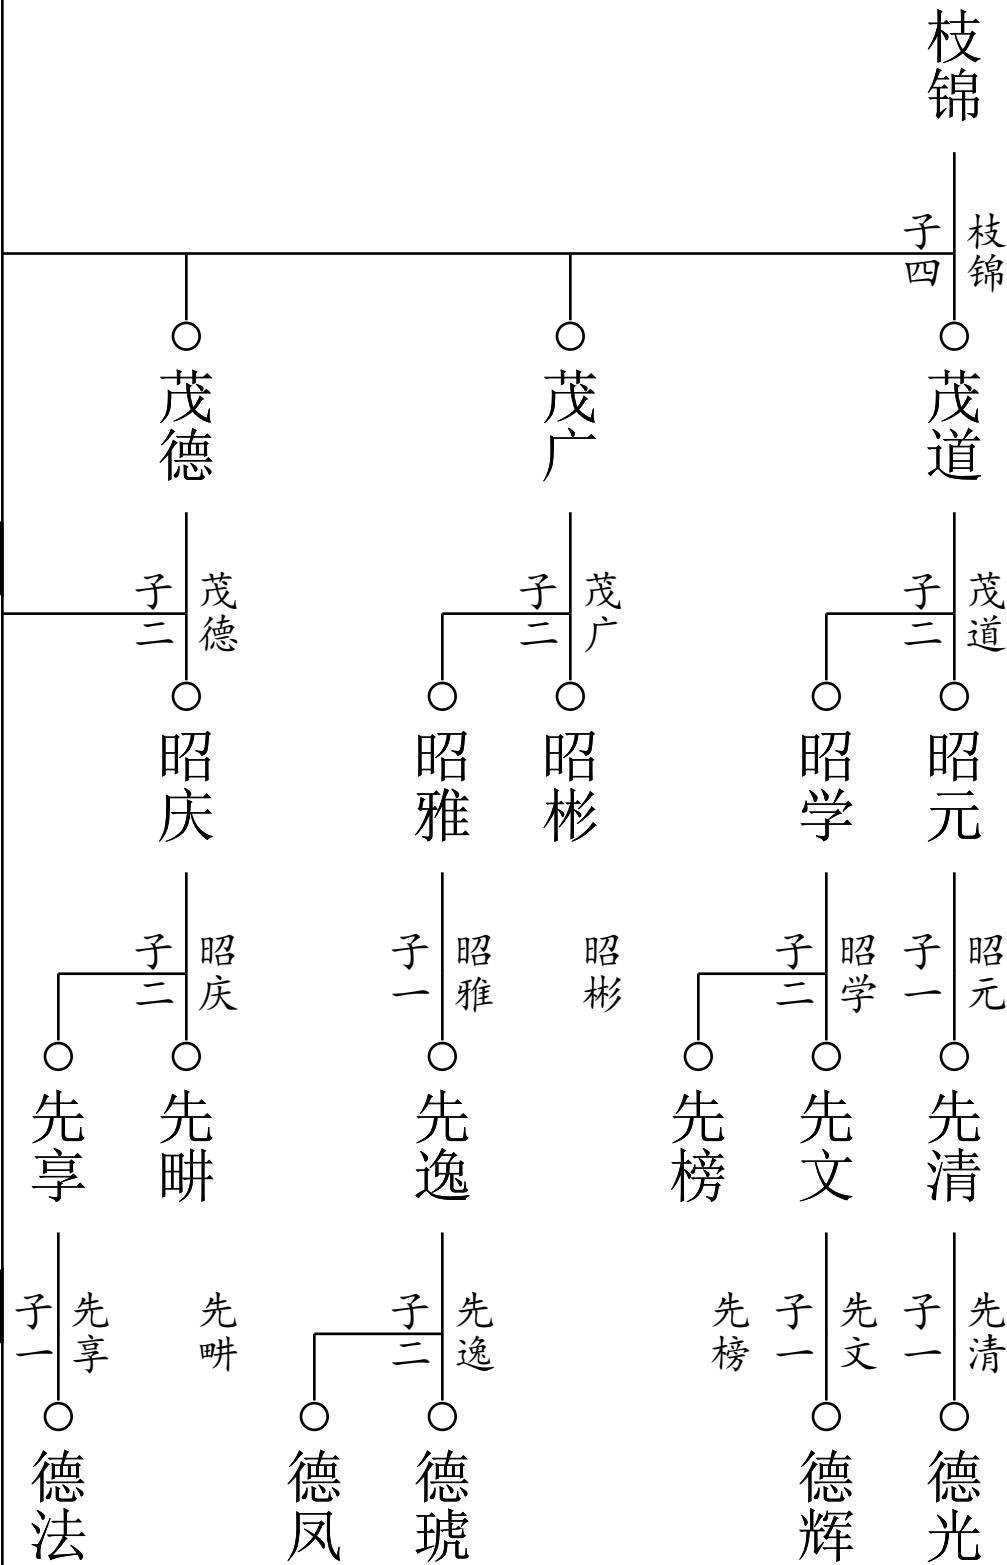 枝锦
枝锦
子四
茂道
茂广
茂德
茂道
子二
茂广
子二
茂德
子二
昭元
昭学
昭彬
昭雅
昭庆
昭元
子一
昭学
子二
昭彬
昭雅
子一
昭庆
子二
先清
先文
先榜
先逸
先畊
先享
先清
子一
先文
子一
先榜
先逸
子二
先畊
先享
子一
德光
德辉
德琥
德凤
德法